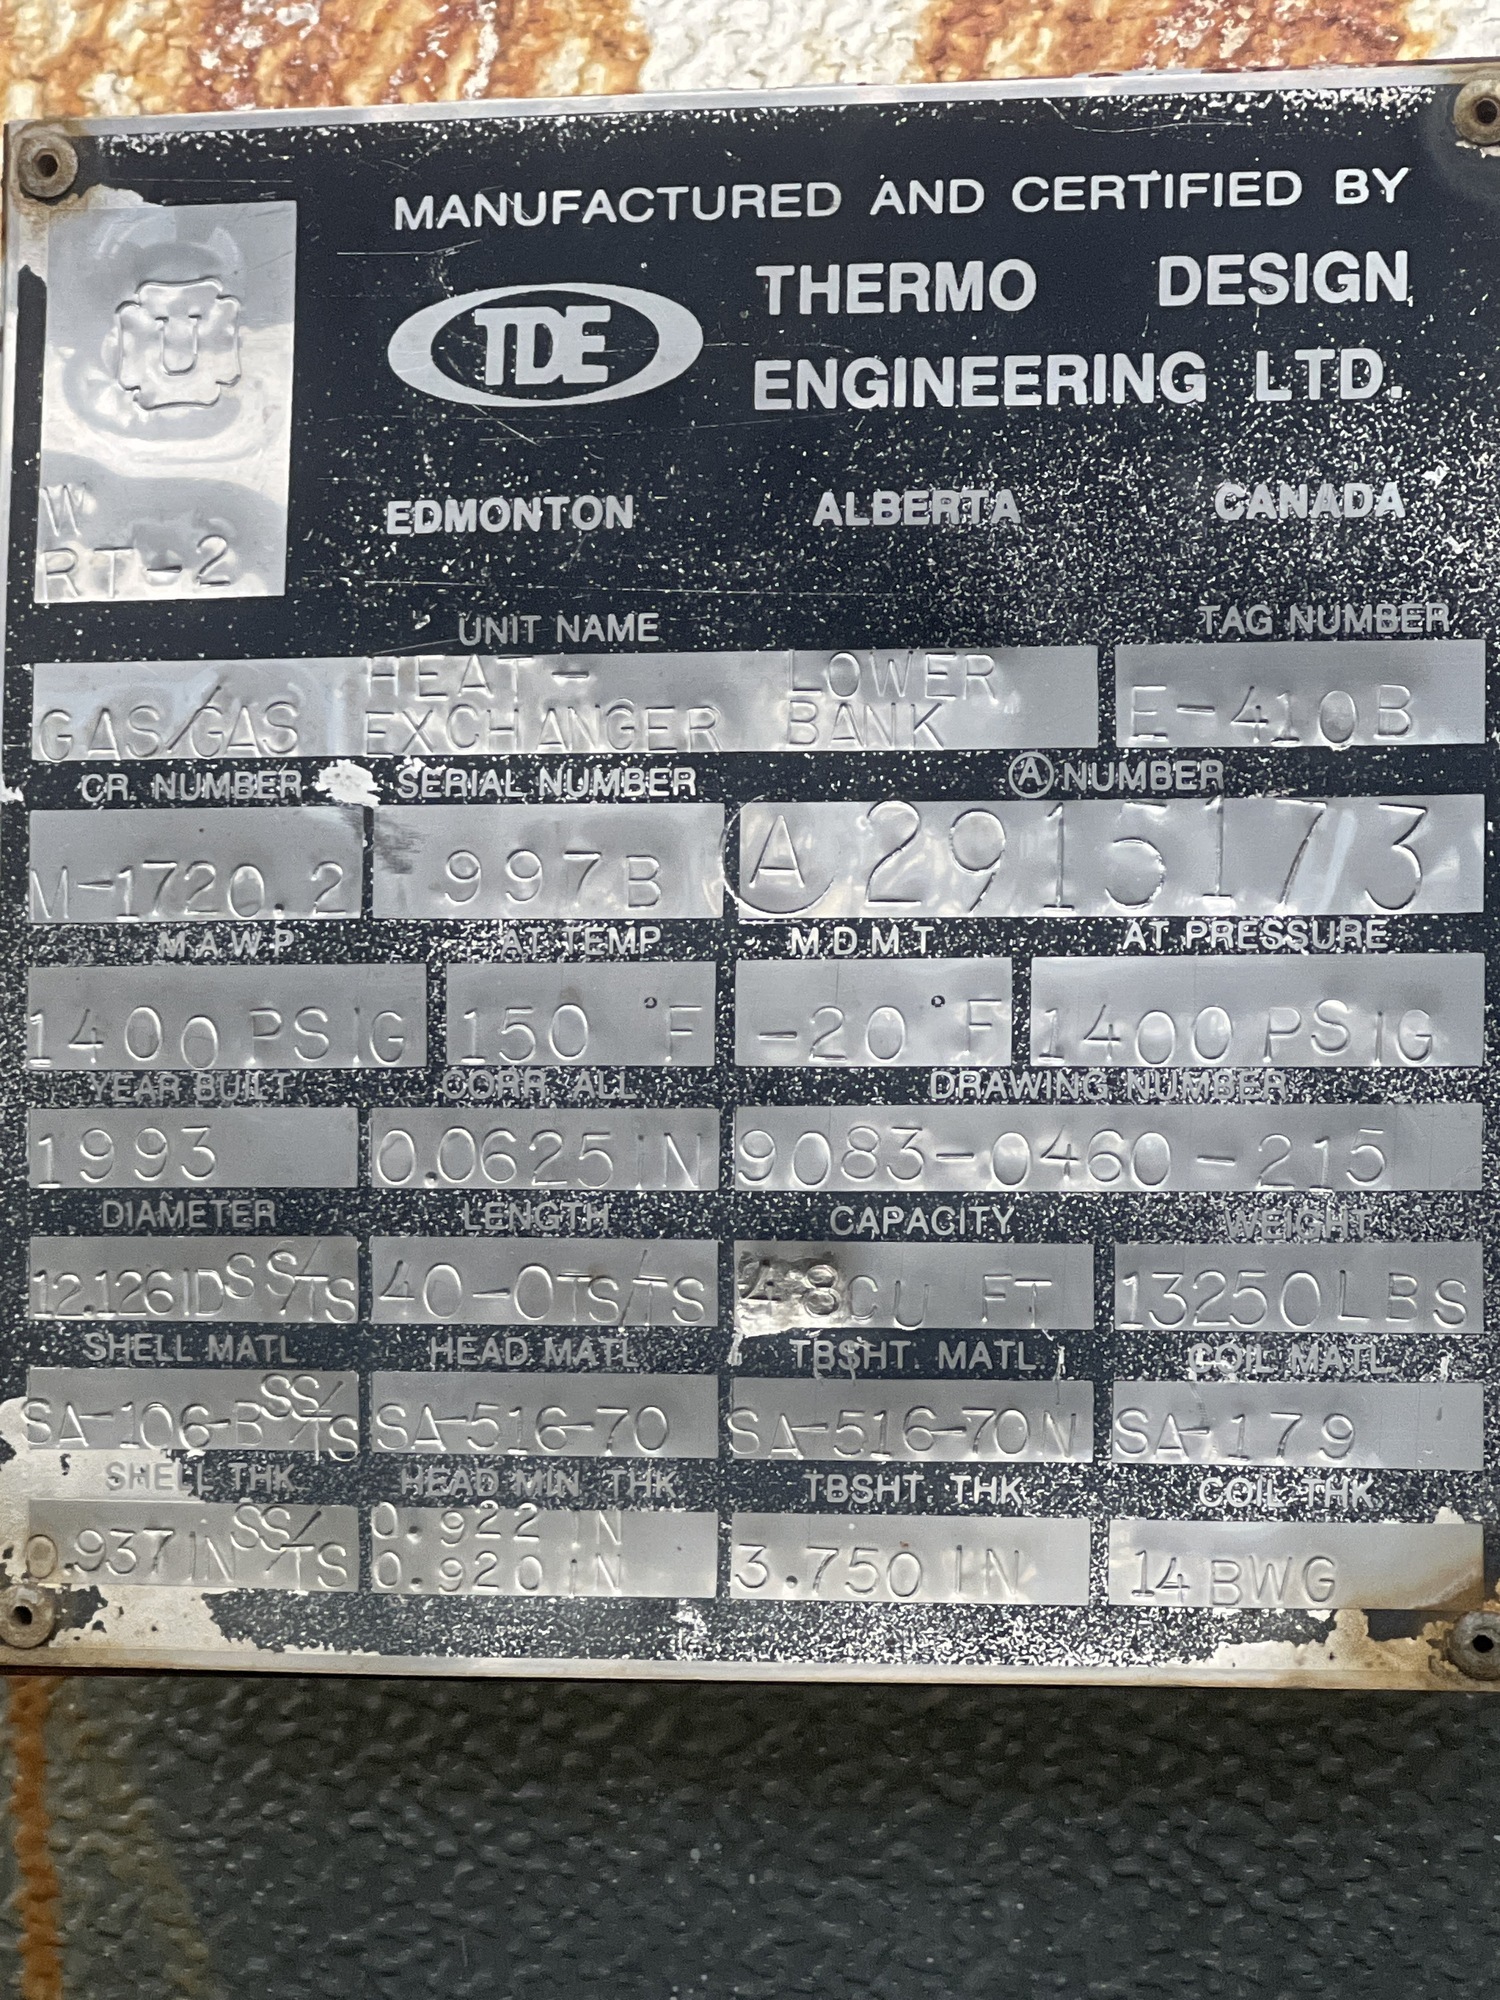 MANUFACTURED AND CERTIFIED BY
U
TDE
THERMO DESIGN
ENGINEERING LTD.
W
RT-2
EDMONTON ALBERTA CANADA
UNIT NAME TAG NUMBER
GAS/GAS HEAT- EXCHANGER LOWER BANK E-410B
CR. NUMBER SERIAL NUMBER Ⓐ NUMBER
M-1720.2 997B Ⓐ 2915173
M A W P AT TEMP M D M T AT PRESSURE
1400 PSIG 150 °F -20 °F 1400 PSIG
YEAR BUILT CORR. ALL DRAWING NUMBER
1993 0.0625 IN 9083-0460-215
DIAMETER LENGTH CAPACITY WEIGHT
12.126 ID SS/TS 40-0 TS/TS 48 CU FT 13250 LBS
SHELL MATL HEAD MATL TBSHT. MATL. COIL MATL
SA-106-B SS/TS SA-516-70 SA-516-70N SA-179
SHELL THK. HEAD MIN. THK TBSHT. THK. COIL THK
0.937 IN SS/TS 0.922 IN 0.920 IN 3.750 IN 14 BWG